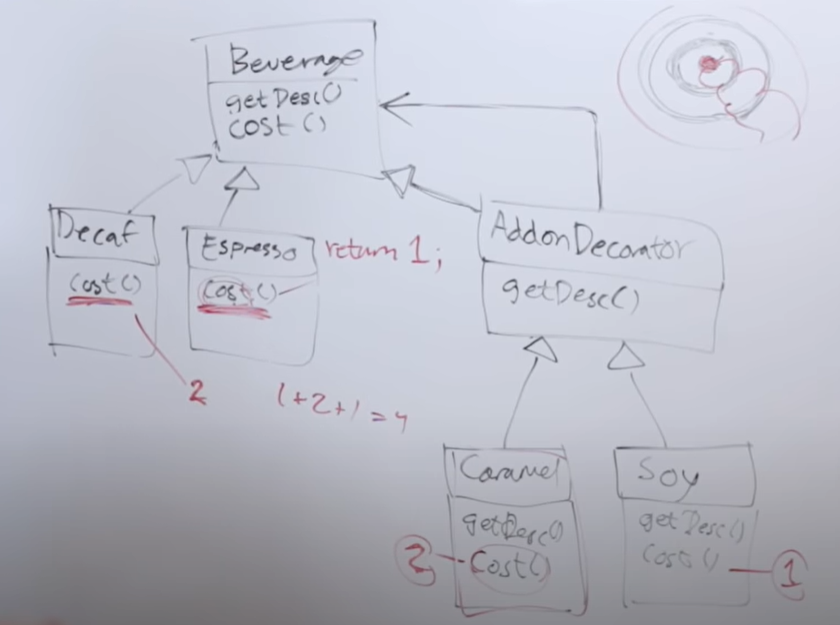 Beverage
getDesc()
cost()
Decaf
cost()
2
Espresso
cost()
return 1;
1+2+1=4
AddonDecorator
getDesc()
Caramel
getDesc()
2
Cost()
Soy
getDesc()
cost()
1